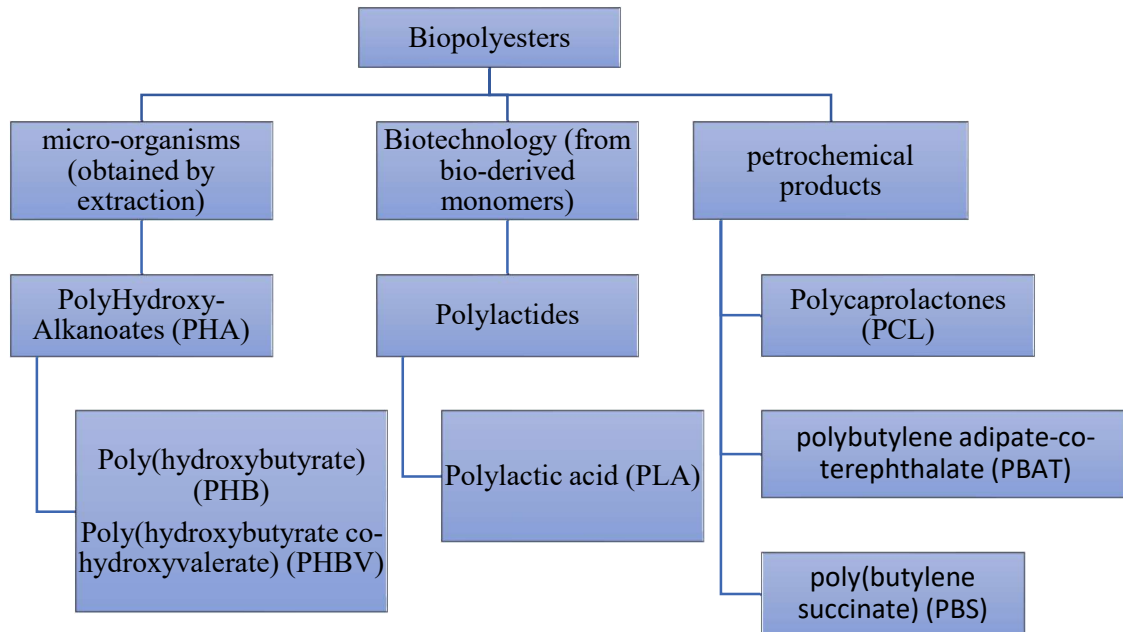 Biopolyesters
micro-organisms
(obtained by
extraction)
Biotechnology (from
bio-derived
monomers)
petrochemical
products
PolyHydroxy-
Alkanoates (PHA)
Polylactides
Polycaprolactones
(PCL)
Poly(hydroxybutyrate)
(PHB)
Poly(hydroxybutyrate co-
hydroxyvalerate) (PHBV)
Polylactic acid (PLA)
polybutylene adipate-co-
terephthalate (PBAT)
poly(butylene
succinate) (PBS)